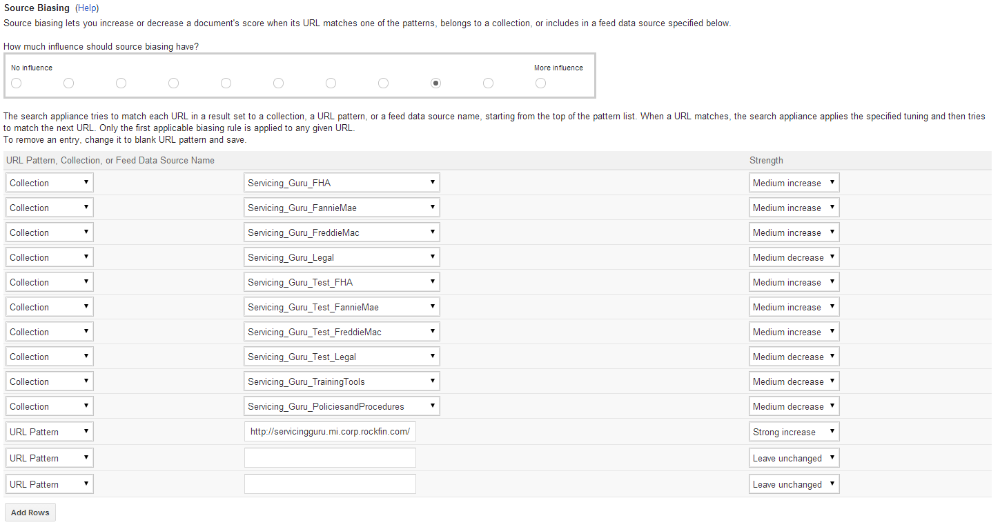 Source Biasing (Help)
Source biasing lets you increase or decrease a document's score when its URL matches one of the patterns, belongs to a collection, or includes in a feed data source specified below.
How much influence should source biasing have?
No influence More influence
The search appliance tries to match each URL in a result set to a collection, a URL pattern, or a feed data source name, starting from the top of the pattern list. When a URL matches, the search appliance applies the specified tuning and then tries
to match the next URL. Only the first applicable biasing rule is applied to any given URL.
To remove an entry, change it to blank URL pattern and save.
URL Pattern, Collection, or Feed Data Source Name Strength
Collection Servicing_Guru_FHA Medium increase
Collection Servicing_Guru_FannieMae Medium increase
Collection Servicing_Guru_FreddieMac Medium increase
Collection Servicing_Guru_Legal Medium decrease
Collection Servicing_Guru_Test_FHA Medium increase
Collection Servicing_Guru_Test_FannieMae Medium increase
Collection Servicing_Guru_Test_FreddieMac Medium increase
Collection Servicing_Guru_Test_Legal Medium decrease
Collection Servicing_Guru_TrainingTools Medium decrease
Collection Servicing_Guru_PoliciesandProcedures Medium decrease
URL Pattern http://servicingguru.mi.corp.rockfin.com/ Strong increase
URL Pattern Leave unchanged
URL Pattern Leave unchanged
Add Rows